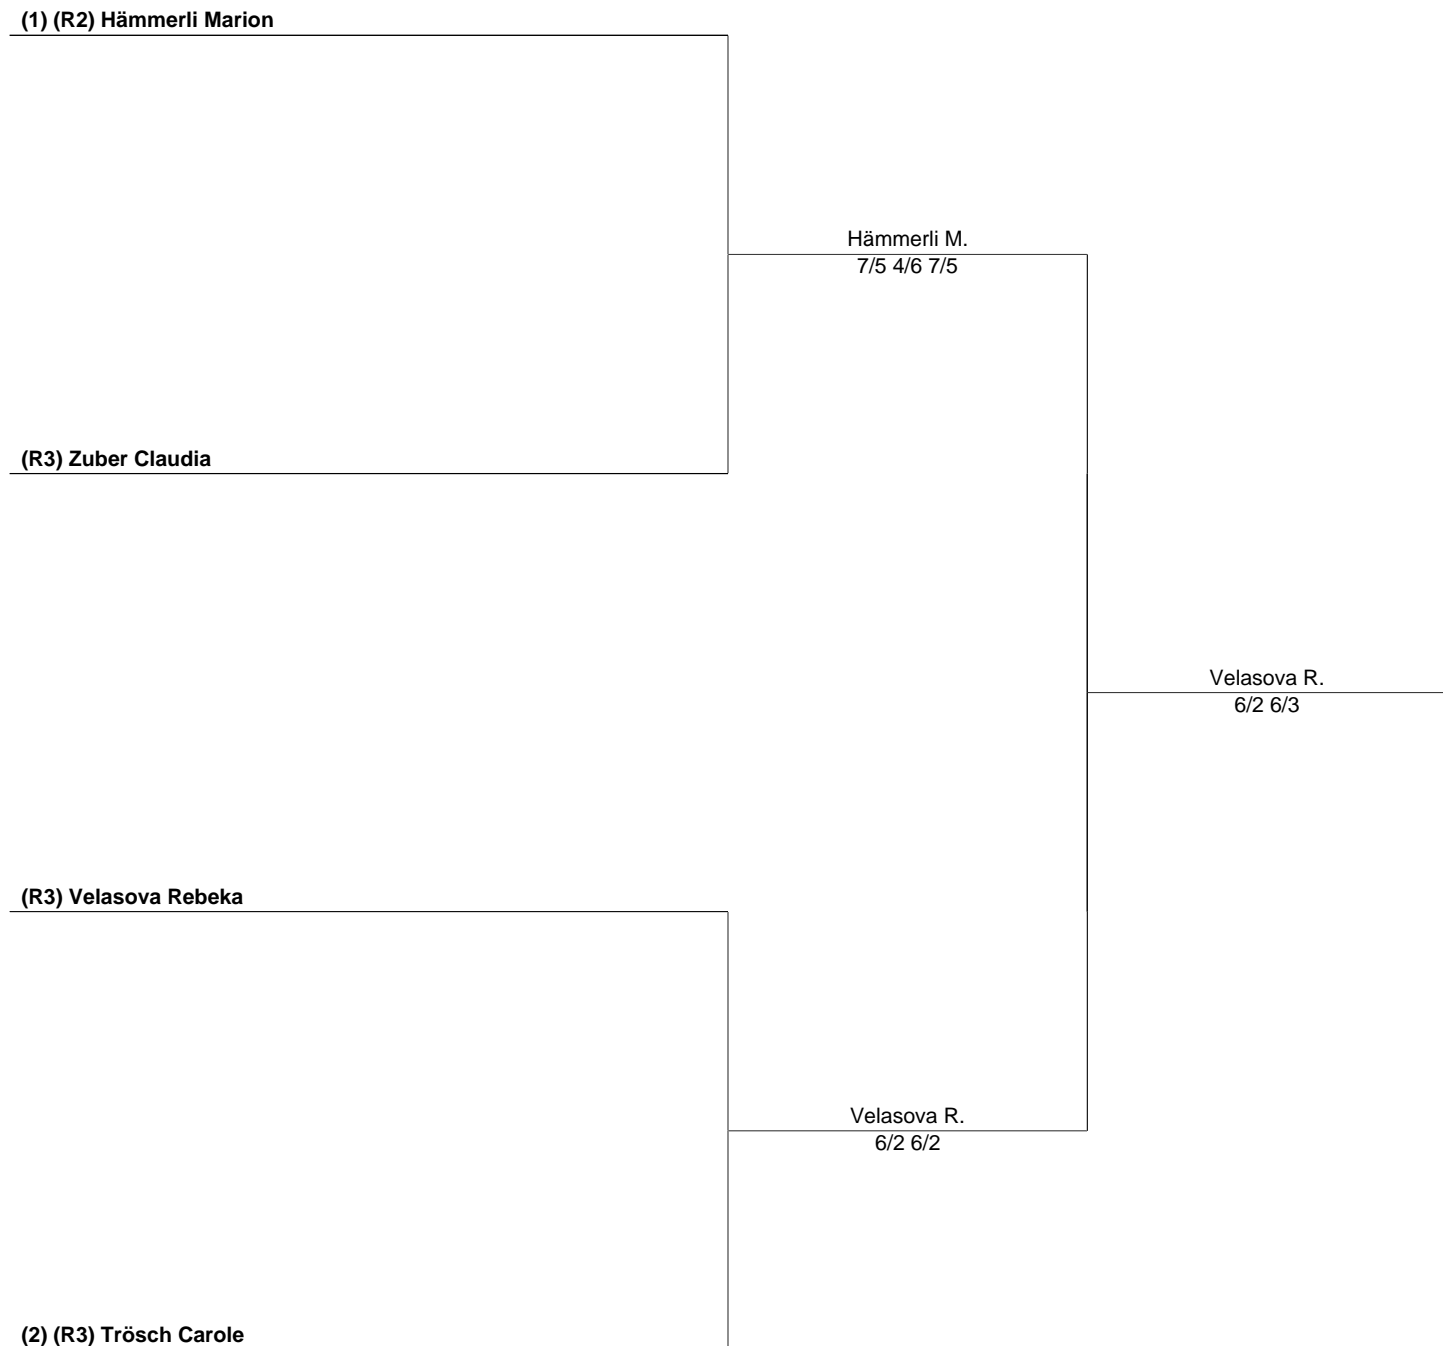 (1) (R2) Hämmerli Marion
Hämmerli M.
7/5 4/6 7/5
(R3) Zuber Claudia
Velasova R.
6/2 6/3
(R3) Velasova Rebeka
Velasova R.
6/2 6/2
(2) (R3) Trösch Carole